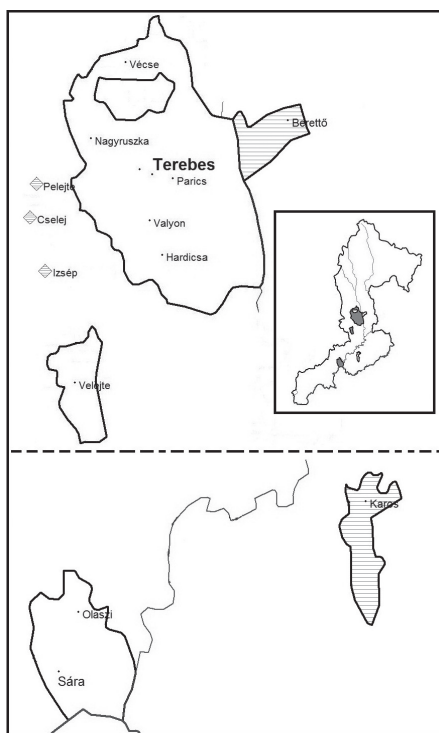 Vécse
Berettő
Nagyruszka
Terebes
Parics
Pelejte
Cselej
Valyon
Hardicsa
Izsép
Velejte
Karos
Olaszi
Sára